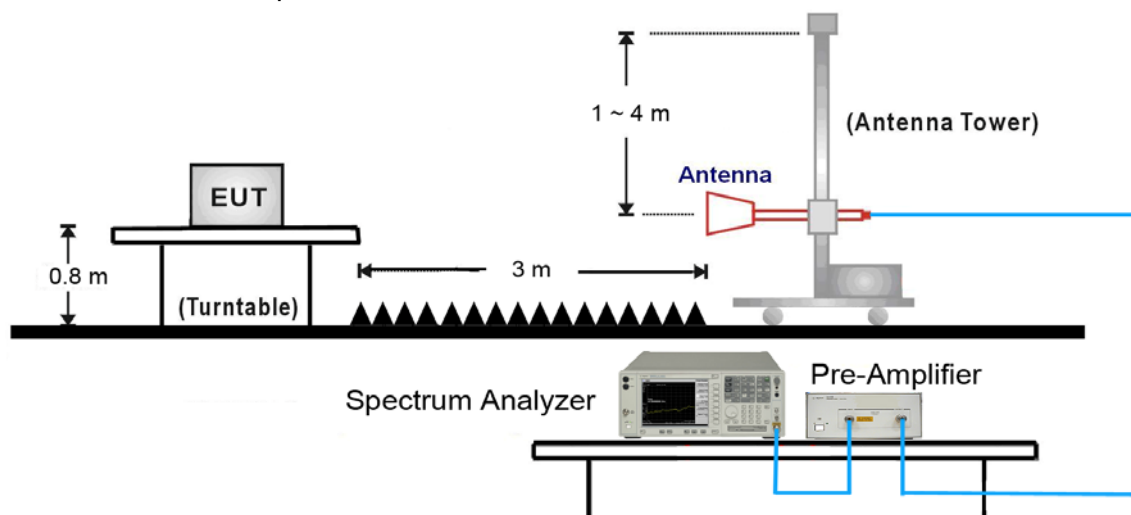 1 ~ 4 m
(Antenna Tower)
Antenna
EUT
0.8 m
3 m
(Turntable)
Spectrum Analyzer
Pre-Amplifier